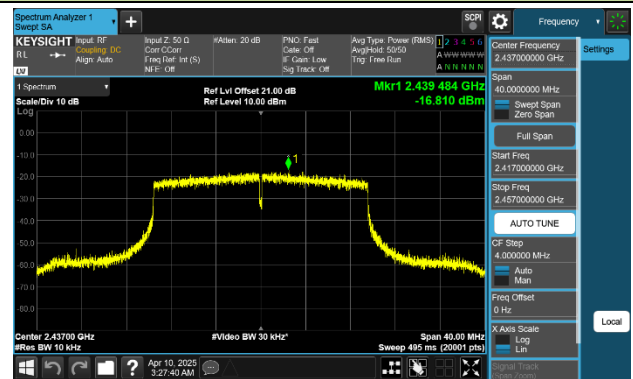 Spectrum Analyzer 1
Swept SA
SCPI
Frequency
KEYSIGHT
Input: RF
Input Z: 50 Ω
#Atten: 20 dB
PNO: Fast
Avg Type: Power (RMS)
1 2 3 4 5 6
RL
Coupling: DC
Corr CCorr
Gate: Off
Avg|Hold: 50/50
A W W W W W
Align: Auto
Freq Ref: Int (S)
IF Gain: Low
Trig: Free Run
NFE: Off
Sig Track: Off
A N N N N N
LXI
1 Spectrum
Ref Lvl Offset 21.00 dB
Mkr1 2.439 484 GHz
Scale/Div 10 dB
Ref Level 10.00 dBm
-16.810 dBm
Log
0.00
-10.0
1
-20.0
-30.0
-40.0
-50.0
-60.0
-70.0
-80.0
Center 2.43700 GHz
#Video BW 30 kHz*
Span 40.00 MHz
#Res BW 10 kHz
Sweep 495 ms (20001 pts)
Apr 10, 2025
3:27:40 AM
Center Frequency
2.437000000 GHz
Settings
Span
40.0000000 MHz
Swept Span
Zero Span
Full Span
Start Freq
2.417000000 GHz
Stop Freq
2.457000000 GHz
AUTO TUNE
CF Step
4.000000 MHz
Auto
Man
Freq Offset
0 Hz
X Axis Scale
Log
Lin
Local
Signal Track
(Span Zoom)